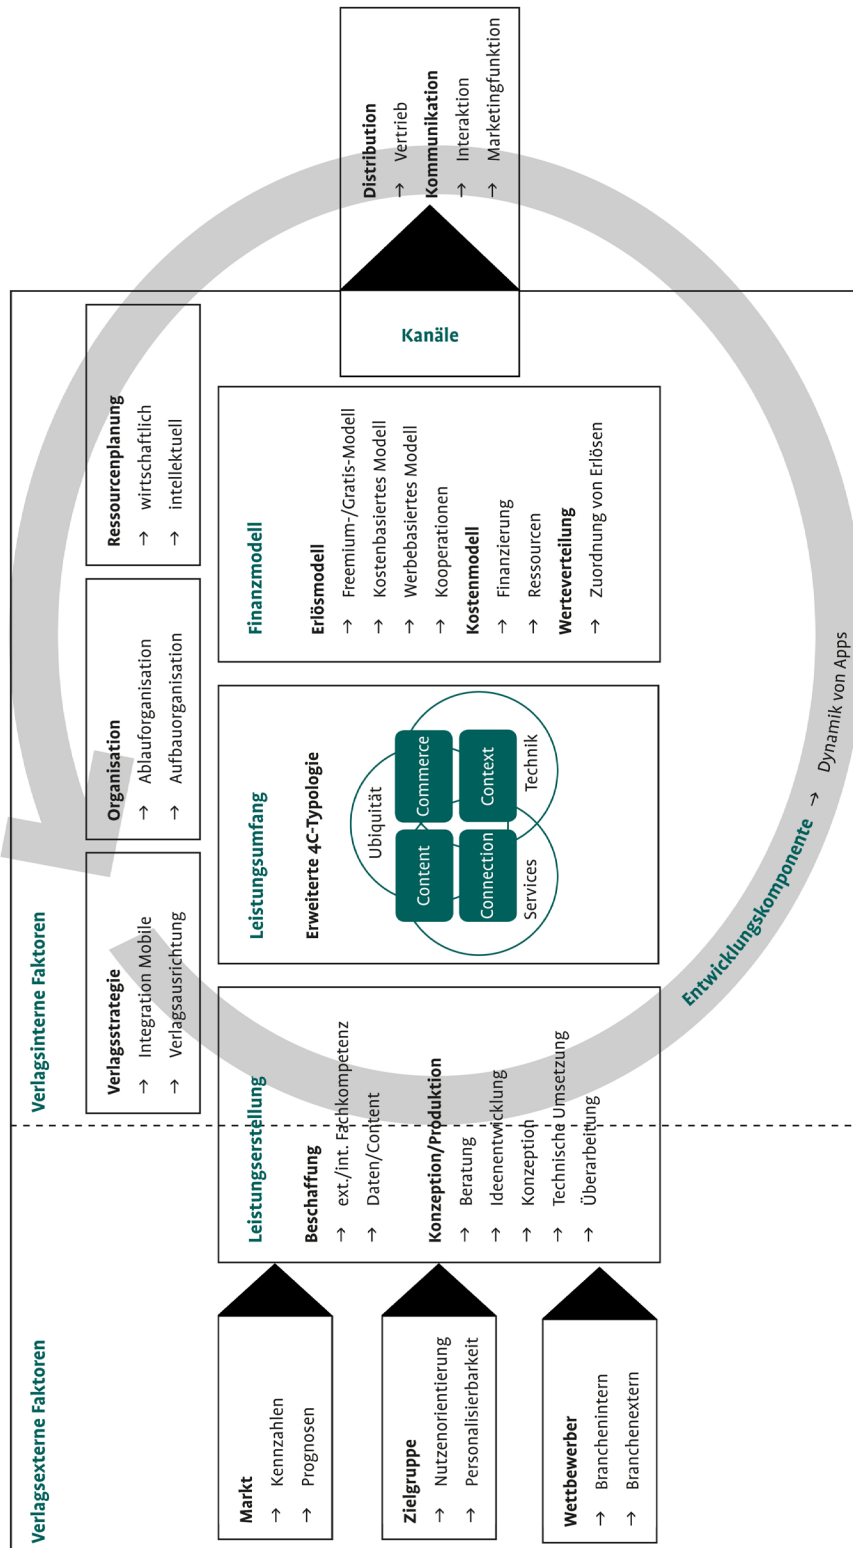 Verlagsexterne Faktoren
Verlagsinterne Faktoren
Verlagsstrategie
→ Integration Mobile
→ Verlagsausrichtung
Organisation
→ Ablauforganisation
→ Aufbauorganisation
Ressourcenplanung
→ wirtschaftlich
→ intellektuell
Markt
→ Kennzahlen
→ Prognosen
Zielgruppe
→ Nutzenorientierung
→ Personalisierbarkeit
Wettbewerber
→ Branchenintern
→ Branchenextern
Leistungserstellung
Beschaffung
→ ext./int. Fachkompetenz
→ Daten/Content
Konzeption/Produktion
→ Beratung
→ Ideenentwicklung
→ Konzeption
→ Technische Umsetzung
→ Überarbeitung
Leistungsumfang
Erweiterte 4C-Typologie
Ubiquität
Content
Commerce
Connection
Context
Services
Technik
Finanzmodell
Erlösmodell
→ Freemium-/Gratis-Modell
→ Kostenbasiertes Modell
→ Werbebasiertes Modell
→ Kooperationen
Kostenmodell
→ Finanzierung
→ Ressourcen
Werteverteilung
→ Zuordnung von Erlösen
Kanäle
Distribution
→ Vertrieb
Kommunikation
→ Interaktion
→ Marketingfunktion
Entwicklungskomponente → Dynamik von Apps